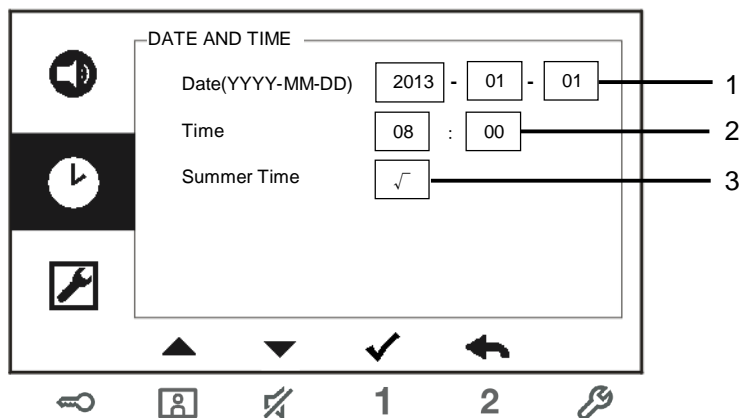 DATE AND TIME
Date(YYYY-MM-DD) 2013 - 01 - 01 1
Time 08 : 00 2
Summer Time √ 3
1 2